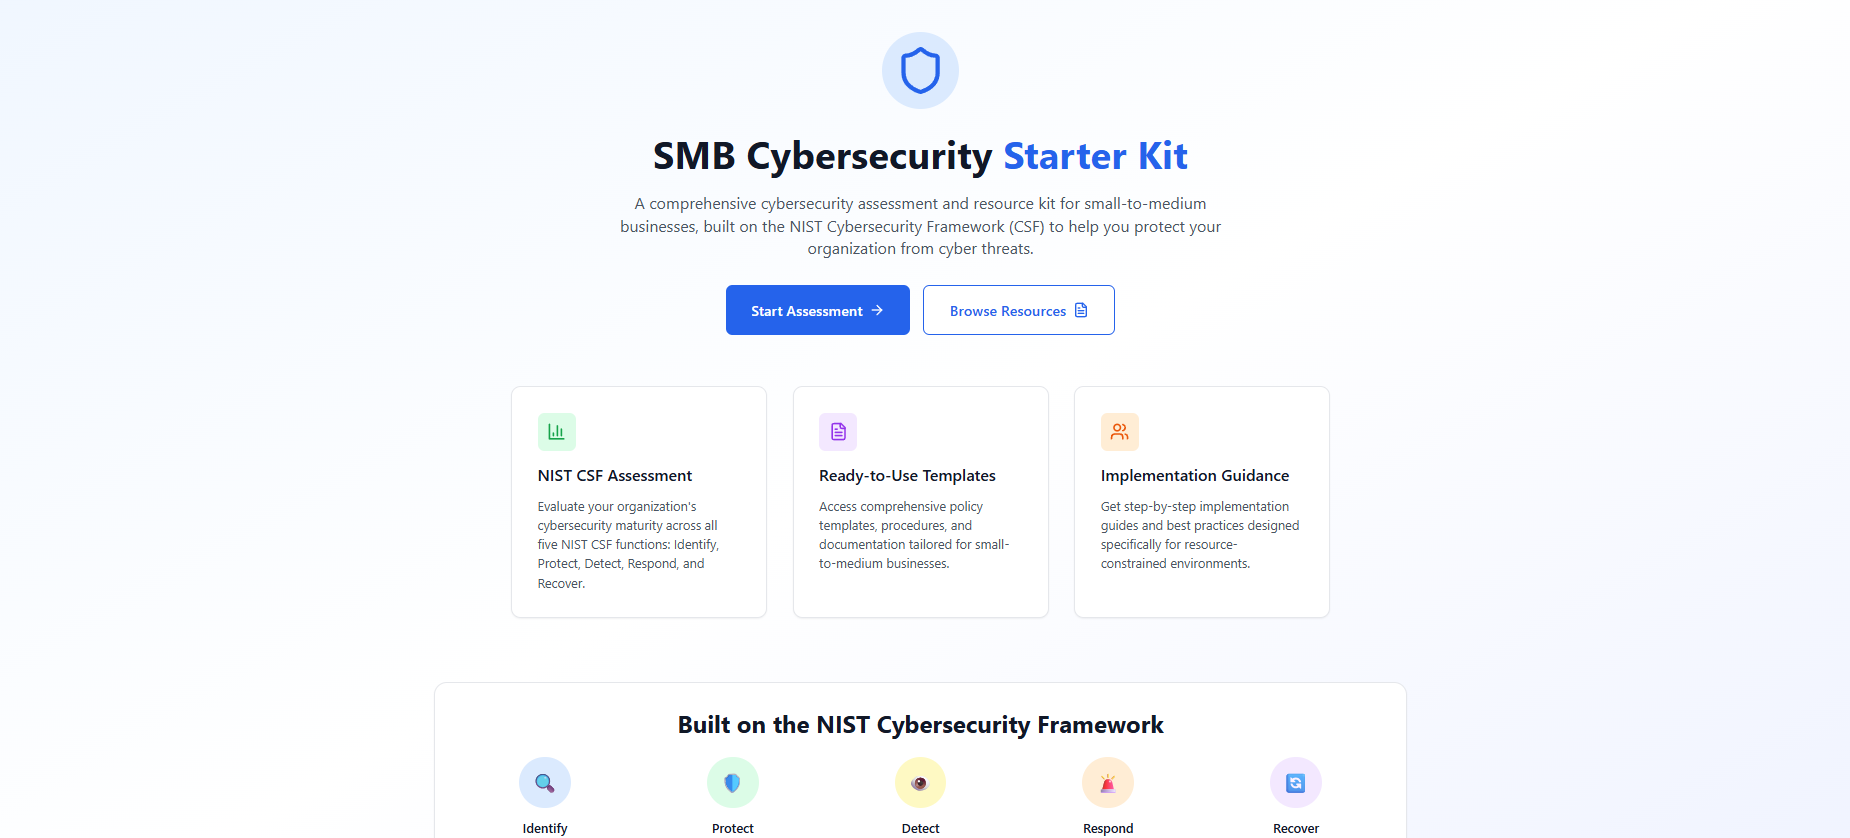 SMB Cybersecurity Starter Kit
A comprehensive cybersecurity assessment and resource kit for small-to-medium
businesses, built on the NIST Cybersecurity Framework (CSF) to help you protect your
organization from cyber threats.
Start Assessment
Browse Resources
NIST CSF Assessment
Evaluate your organization's
cybersecurity maturity across all
five NIST CSF functions: Identify,
Protect, Detect, Respond, and
Recover.
Ready-to-Use Templates
Access comprehensive policy
templates, procedures, and
documentation tailored for small-
to-medium businesses.
Implementation Guidance
Get step-by-step implementation
guides and best practices designed
specifically for resource-
constrained environments.
Built on the NIST Cybersecurity Framework
Identify
Protect
Detect
Respond
Recover